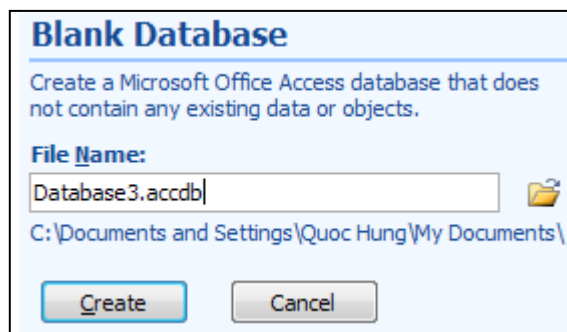 Blank Database
Create a Microsoft Office Access database that does
not contain any existing data or objects.
File Name:
Database3.accdb
C:\Documents and Settings\Quoc Hung\My Documents\
Create
Cancel